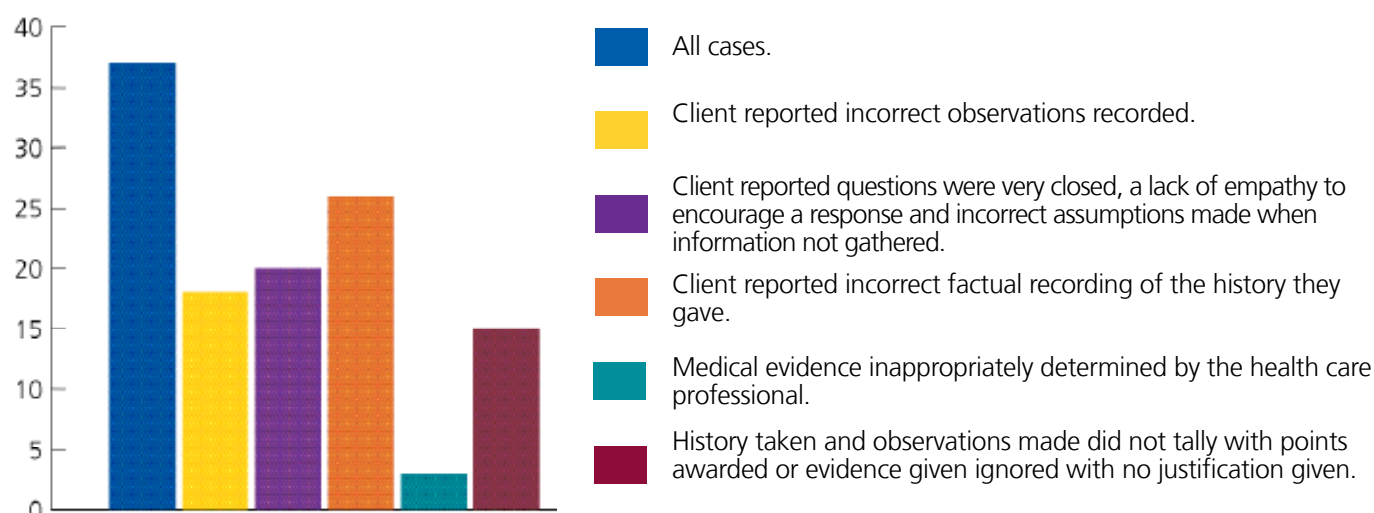 40
35
30
25
20
15
10
5
0
All cases.
Client reported incorrect observations recorded.
Client reported questions were very closed, a lack of empathy to
encourage a response and incorrect assumptions made when
information not gathered.
Client reported incorrect factual recording of the history they
gave.
Medical evidence inappropriately determined by the health care
professional.
History taken and observations made did not tally with points
awarded or evidence given ignored with no justification given.